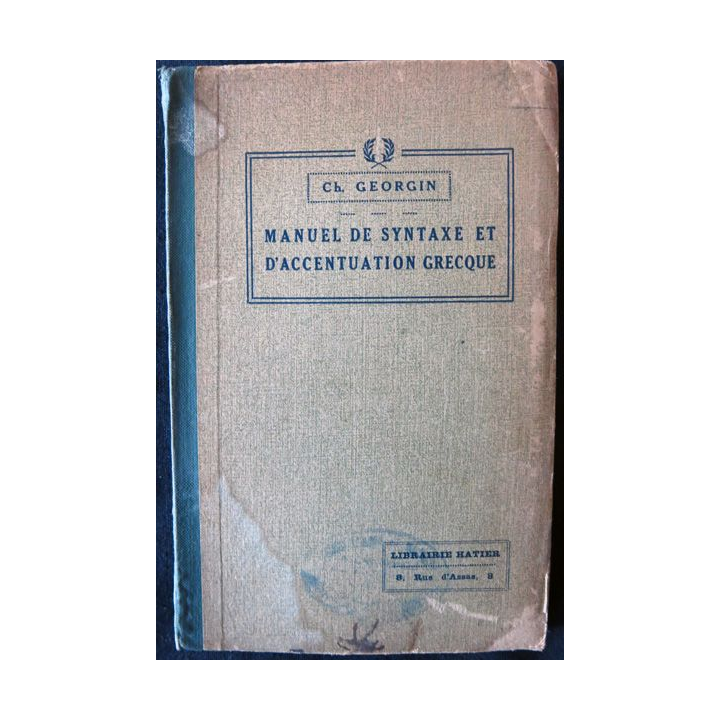 Ch. GEORGIN
MANUEL DE SYNTAXE ET
D'ACCENTUATION GRECQUE
LIBRAIRIE HATIER
8, Rue d'Assas, 8